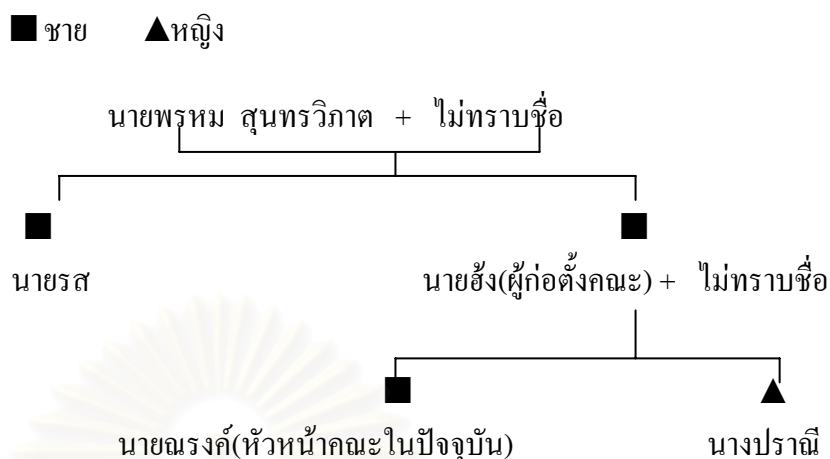 ■ ชาย ▲หญิง
นายพรหม สุนทรวิภาต + ไม่ทราบชื่อ
นายรส
นายฮ้ง(ผู้ก่อตั้งคณะ) + ไม่ทราบชื่อ
นายณรงค์(หัวหน้าคณะในปัจจุบัน)
นางปราณี